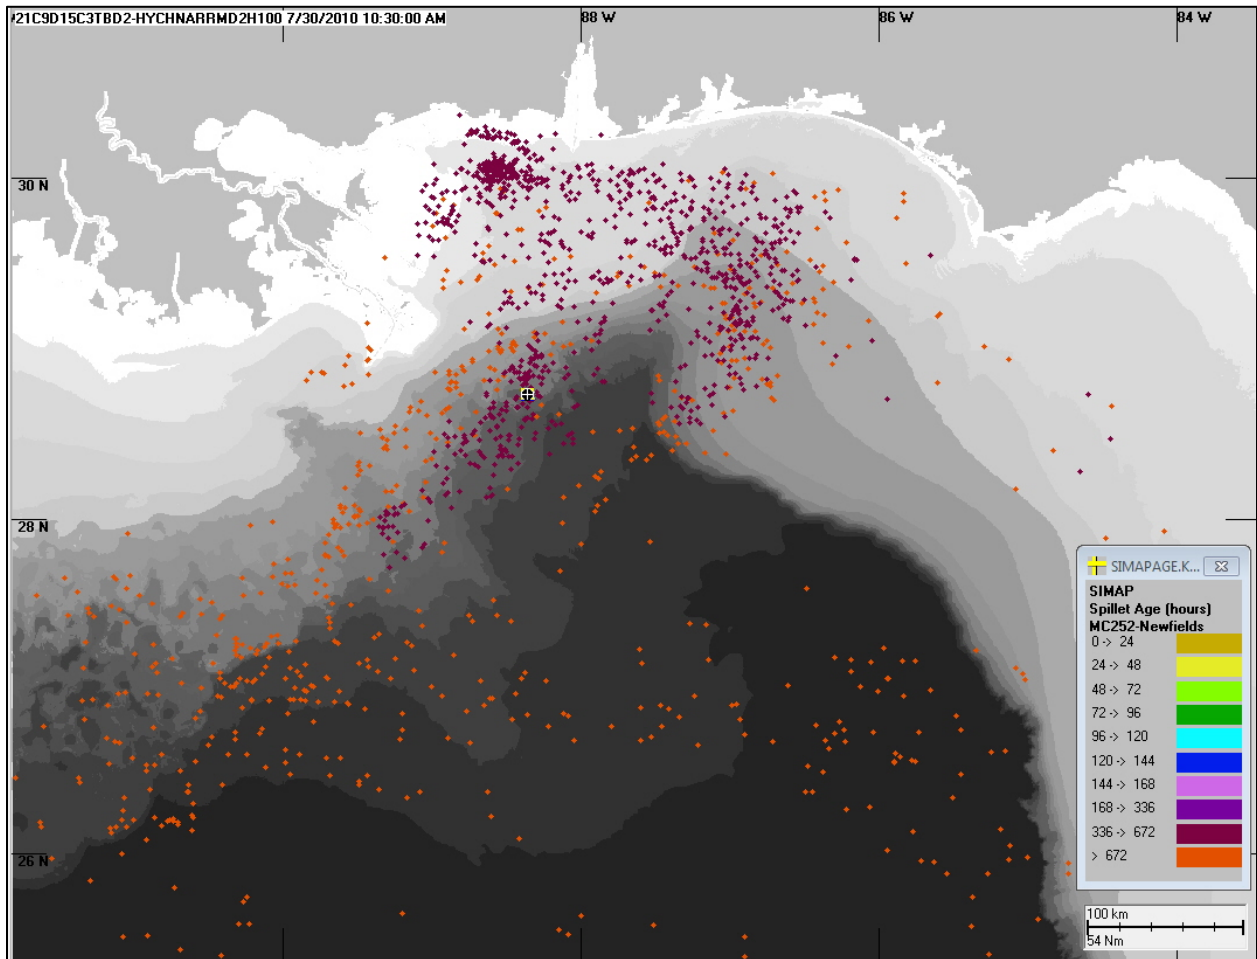 /21C9D15C3TBD2-HYCHNARRMD2H100 7/30/2010 10:30:00 AM
88 W
86 W
84 W
30 N
28 N
26 N
SIMAPAGE.K...
SIMAP
Spillet Age (hours)
MC252-Newfields
0 -> 24
24 -> 48
48 -> 72
72 -> 96
96 -> 120
120 -> 144
144 -> 168
168 -> 336
336 -> 672
> 672
100 km
54 Nm